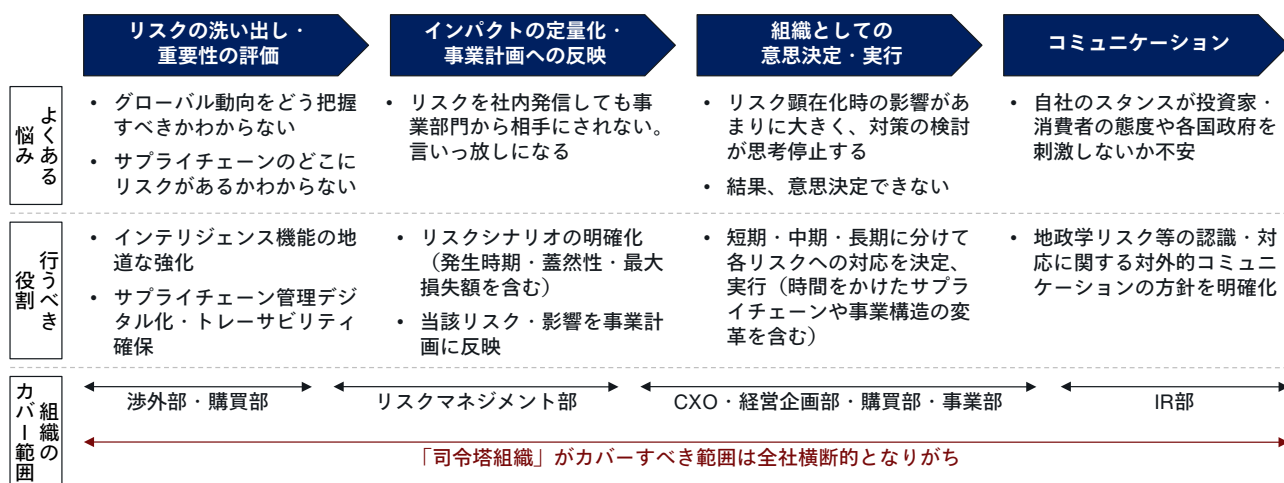 リスクの洗い出し・
重要性の評価
インパクトの定量化・
事業計画への反映
組織としての
意思決定・実行
コミュニケーション
よくある
悩み
• グローバル動向をどう把握
すべきかわからない
• サプライチェーンのどこに
リスクがあるかわからない
• リスクを社内発信しても事
業部門から相手にされない。
言いっ放しになる
• リスク顕在化時の影響があ
まりに大きく、対策の検討
が思考停止する
• 結果、意思決定できない
• 自社のスタンスが投資家・
消費者の態度や各国政府を
刺激しないか不安
行うべき
役割
• インテリジェンス機能の地
道な強化
• サプライチェーン管理デジ
タル化・トレーサビリティ
確保
• リスクシナリオの明確化
（発生時期・蓋然性・最大
損失額を含む）
• 当該リスク・影響を事業計
画に反映
• 短期・中期・長期に分けて
各リスクへの対応を決定、
実行（時間をかけたサプラ
イチェーンや事業構造の変
革を含む）
• 地政学リスク等の認識・対
応に関する対外的コミュニ
ケーションの方針を明確化
組織の
カバー範囲
渉外部・購買部
リスクマネジメント部
CXO・経営企画部・購買部・事業部
IR部
「司令塔組織」がカバーすべき範囲は全社横断的となりがち